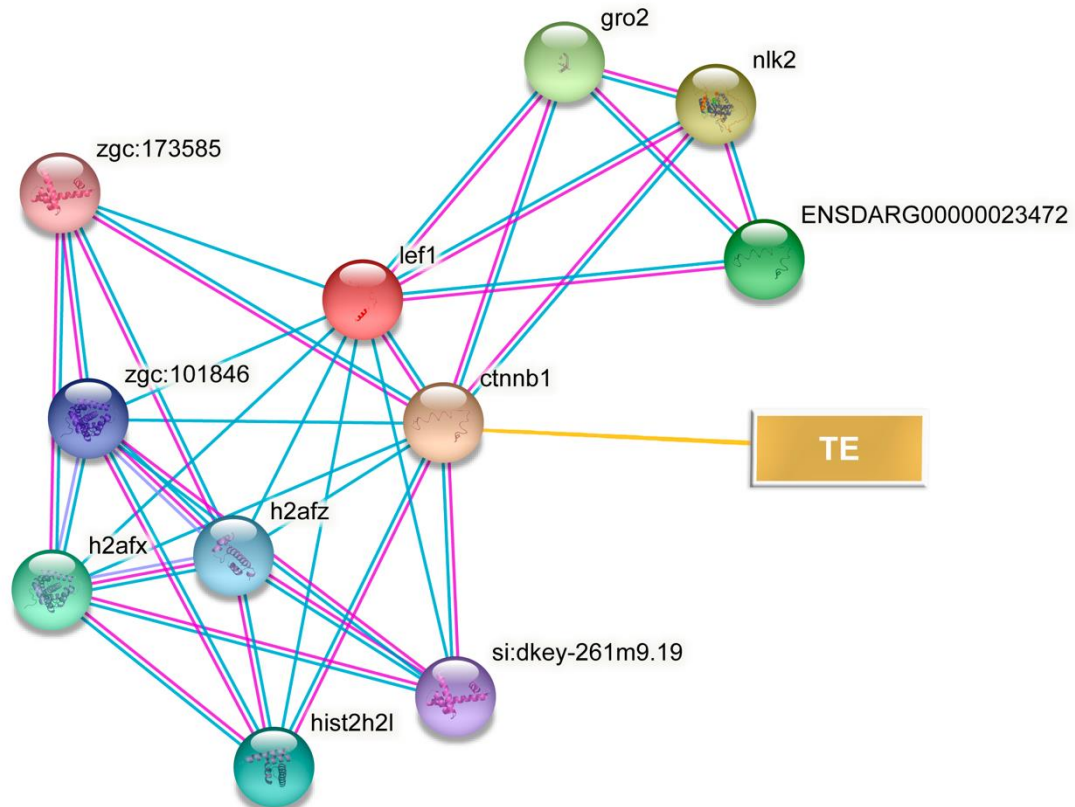 gro2
nlk2
zgc:173585
ENSDARG00000023472
lef1
zgc:101846
ctnnb1
TE
h2afz
h2afx
si:dkey-261m9.19
hist2h2l